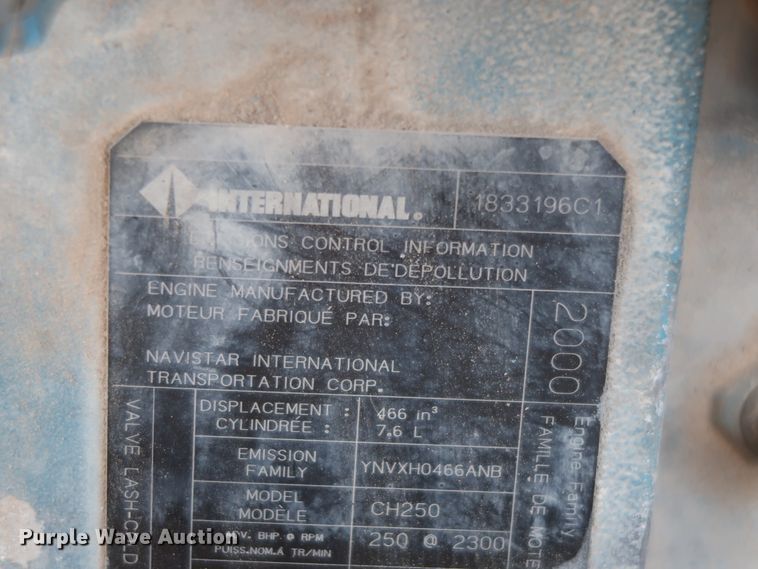 INTERNATIONAL.
1833196C1
EMISSIONS CONTROL INFORMATION
RENSEIGNMENTS DE DÉPOLLUTION
ENGINE MANUFACTURED BY:
MOTEUR FABRIQUÉ PAR:
NAVISTAR INTERNATIONAL
TRANSPORTATION CORP.
2000
Engine Family
FAMILLE DE
VALVE LASH-COLD
DISPLACEMENT : 466 in³
CYLINDRÉE : 7.6 L
EMISSION
FAMILY
YNVXH0466ANB
MODEL
MODÈLE
CH250
BHP @ RPM
PUISS.NOM.À TR/MIN
250 @ 2300
Purple Wave Auction